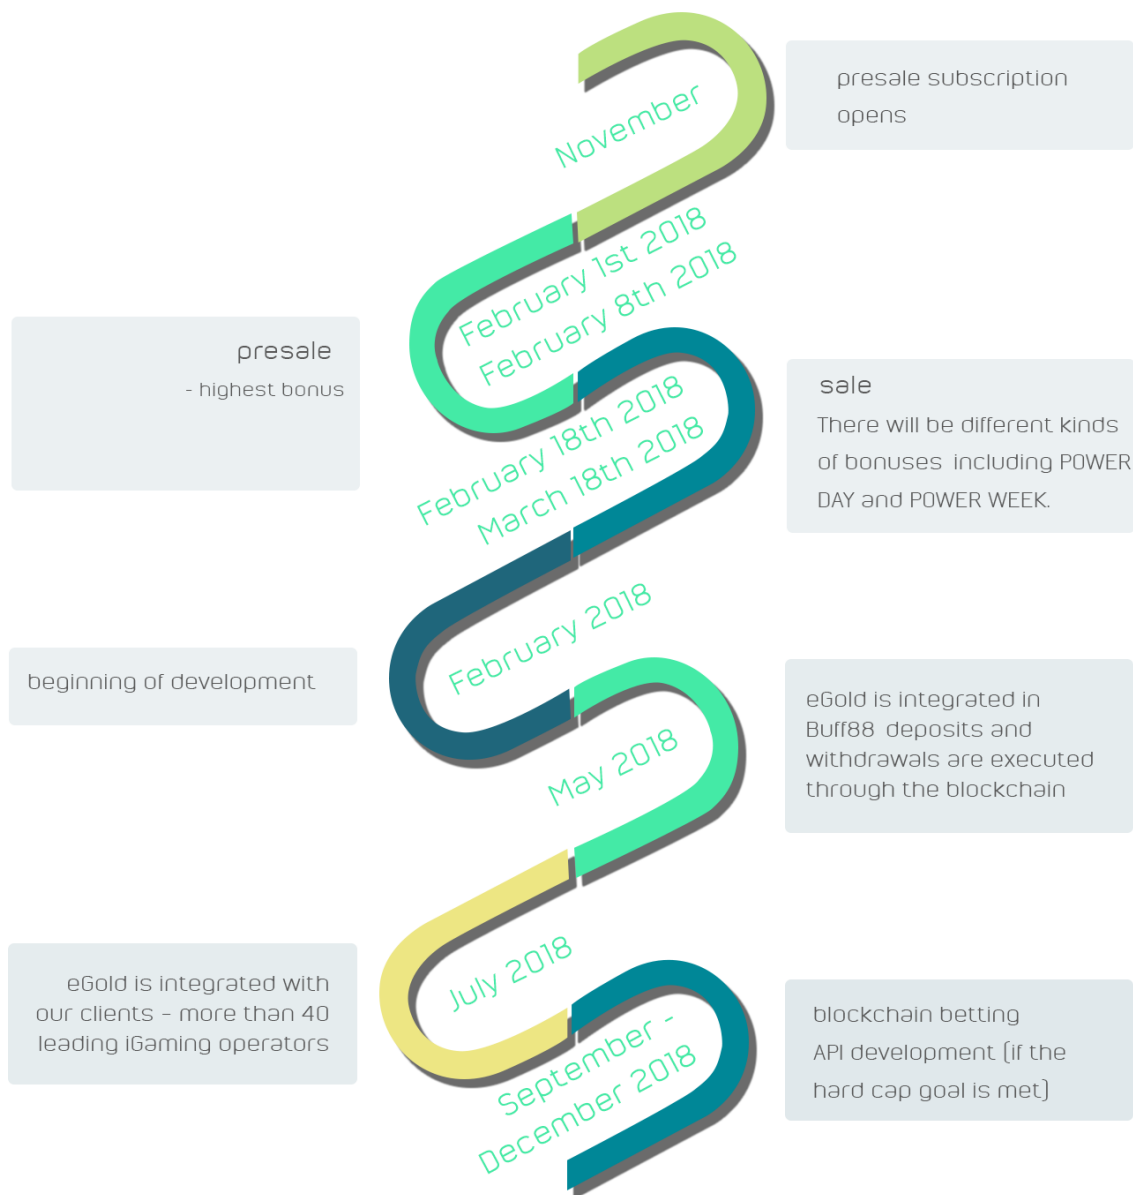 November
presale subscription
opens
February 1st 2018
February 8th 2018
presale
- highest bonus
February 18th 2018
March 18th 2018
sale
There will be different kinds
of bonuses including POWER
DAY and POWER WEEK.
February 2018
beginning of development
May 2018
eGold is integrated in
Buff88 deposits and
withdrawals are executed
through the blockchain
July 2018
eGold is integrated with
our clients - more than 40
leading iGaming operators
September -
December 2018
blockchain betting
API development (if the
hard cap goal is met)